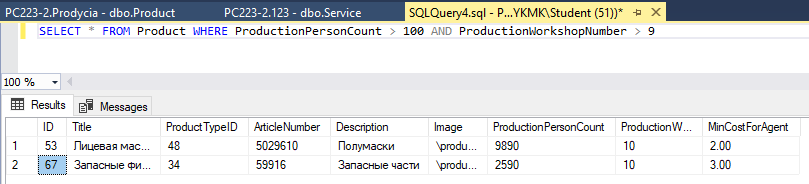 PC223-2.Prodycia - dbo.Product PC223-2.123 - dbo.Service SQLQuery4.sql - P...YKMK\Student (51))*
SELECT * FROM Product WHERE ProductionPersonCount > 100 AND ProductionWorkshopNumber > 9
100 %
Results Messages
ID Title ProductTypeID ArticleNumber Description Image ProductionPersonCount ProductionW... MinCostForAgent
1 53 Лицевая мас... 48 5029610 Полумаски \produ... 9890 10 2.00
2 67 Запасные фи... 34 59916 Запасные части \produ... 2590 10 3.00